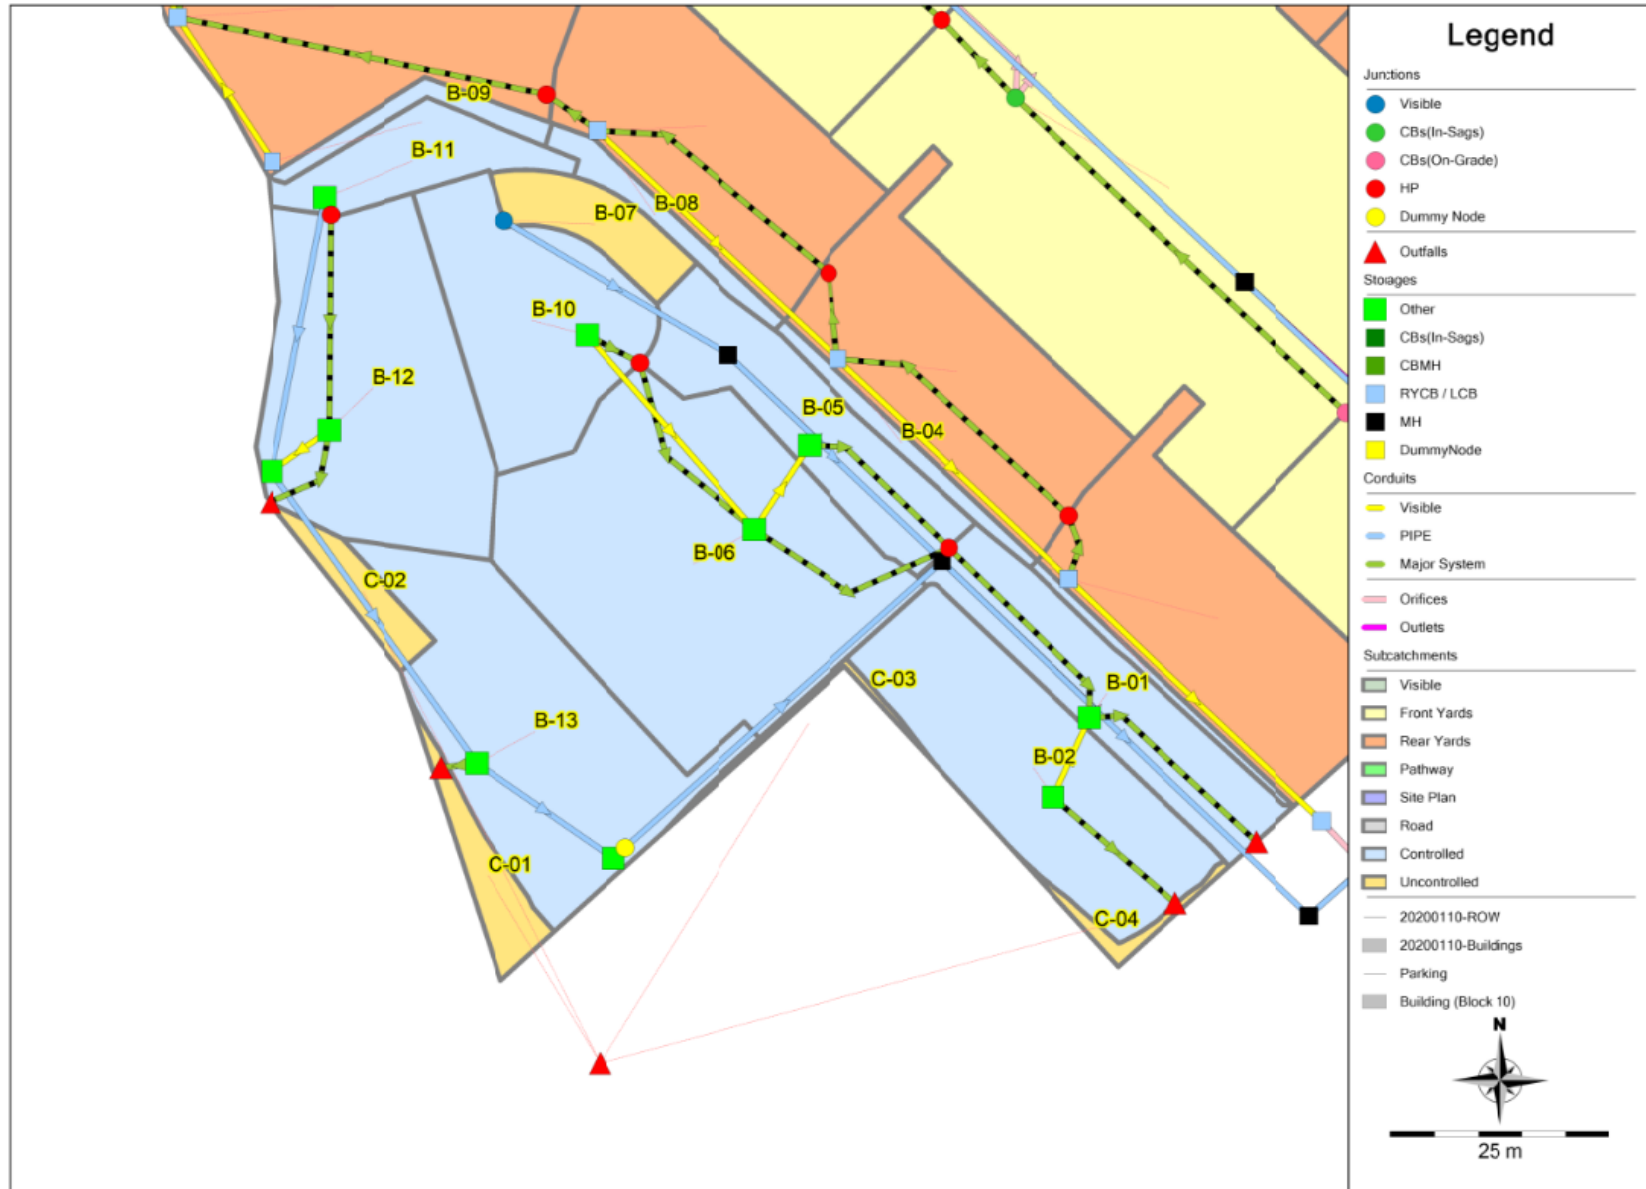 Legend
Junctions
Visible
CBs(In-Sags)
CBs(On-Grade)
HP
Dummy Node
Outfalls
Storages
Other
CBs(In-Sags)
CBMH
RYCB / LCB
MH
DummyNode
Conduits
Visible
PIPE
Major System
Orifices
Outlets
Subcatchments
Visible
Front Yards
Rear Yards
Pathway
Site Plan
Road
Controlled
Uncontrolled
20200110-ROW
20200110-Buildings
Parking
Building (Block 10)
N
25 m
B-09
B-11
B-08
B-07
B-10
B-12
B-05
B-04
B-06
C-02
C-03
B-01
B-13
B-02
C-01
C-04